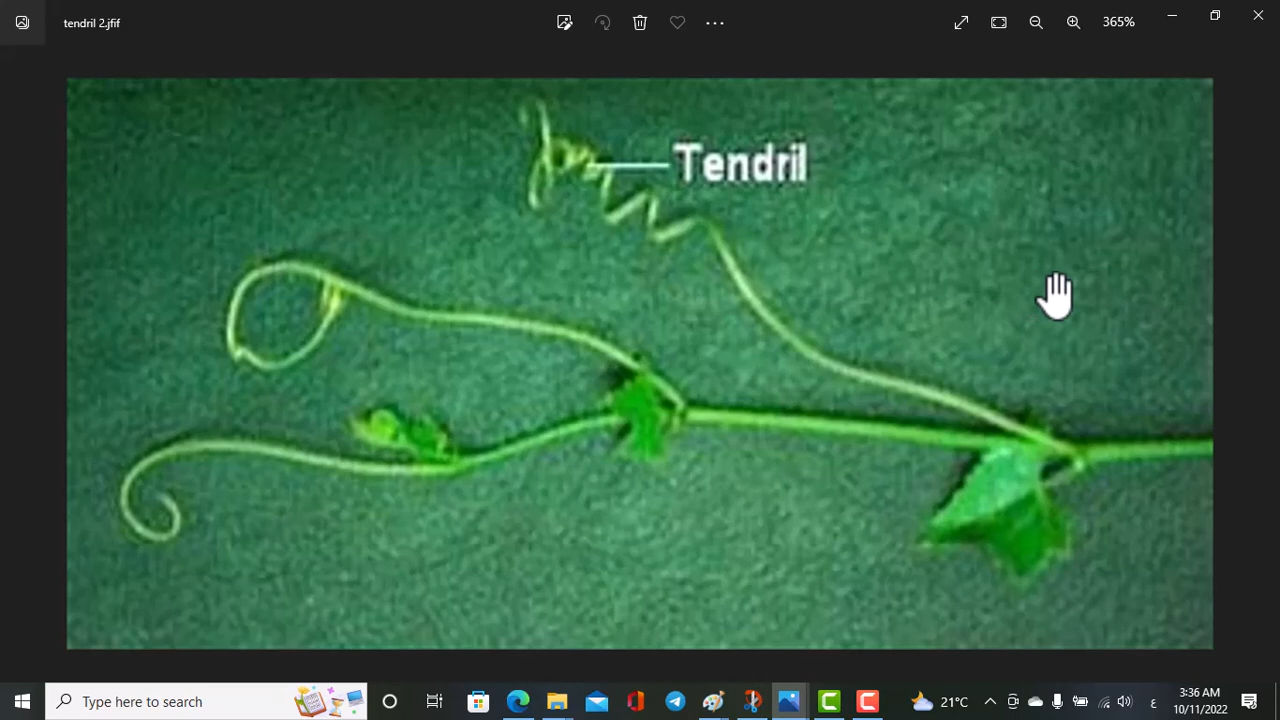 tendril 2.jfif
365%
Tendril
Type here to search
21°C
ع
3:36 AM
10/11/2022